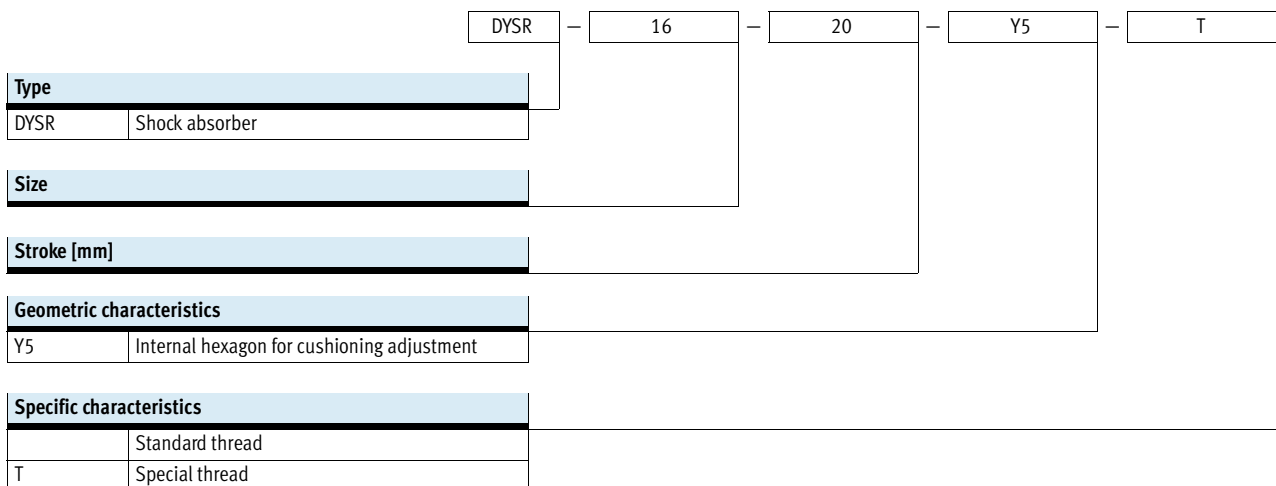 DYSR – 16 – 20 – Y5 – T
Type
DYSR Shock absorber
Size
Stroke [mm]
Geometric characteristics
Y5 Internal hexagon for cushioning adjustment
Specific characteristics
Standard thread
T Special thread